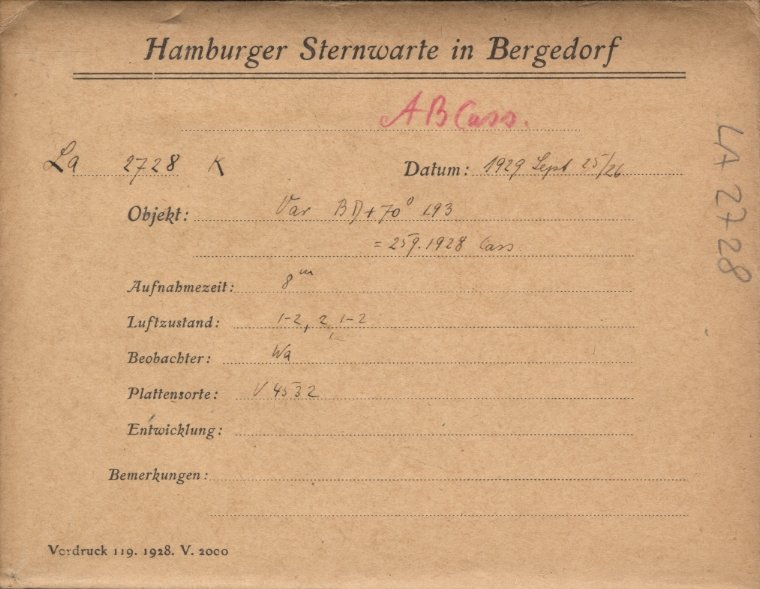 Hamburger Sternwarte in Bergedorf
AB Cass.
La 2728 K Datum: 1929 Sept 25/26
Objekt: Var BD+70° 193
= 259.1928 Cass
Aufnahmezeit: 8ᵐ
Luftzustand: 1-2, 2, 1-2
Beobachter: Wa
Plattensorte: V 4532
Entwicklung:
Bemerkungen:
Vordruck 119. 1928. V. 2000
LA 2728